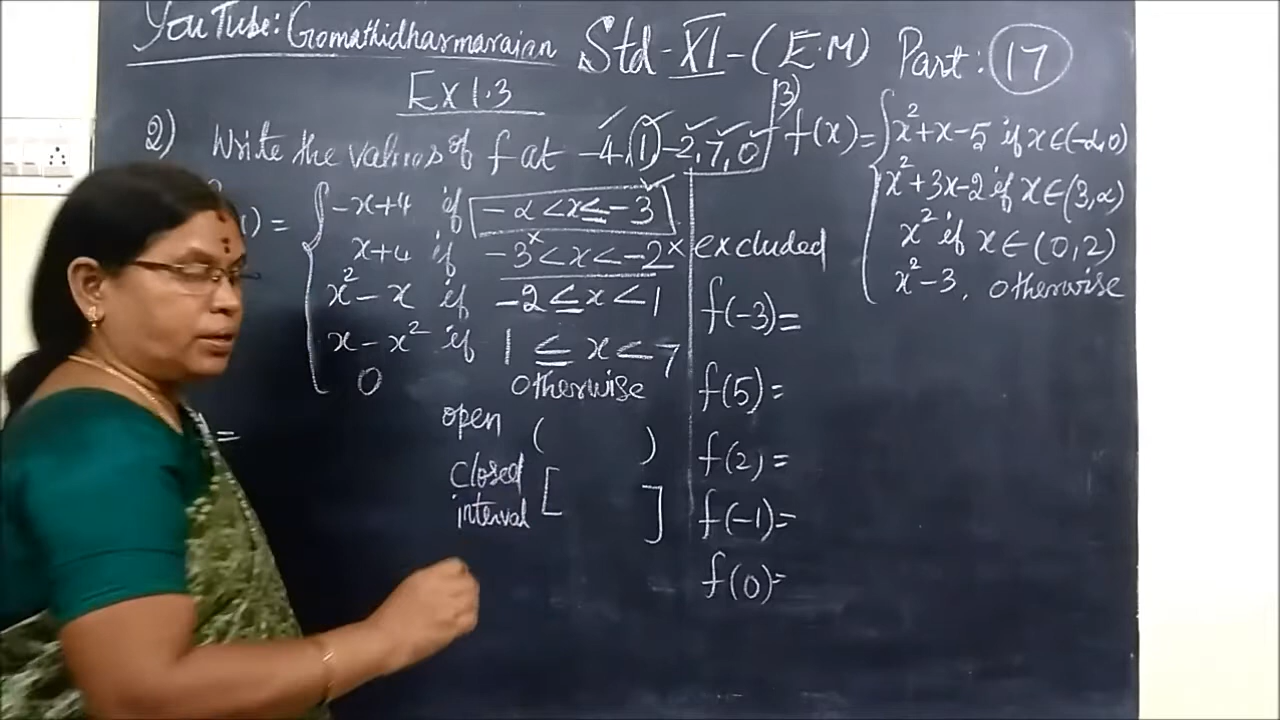 YouTube: Gomathidharmaraian Std-XI-(E.M) Part: 17
Ex 1.3
2) Write the values of f at -4, 1, -2, 7, 0
) = { -x+4 if -α<x≤-3
x+4 if -3<x<-2
x²-x if -2≤x<1
x-x² if 1≤x<7
0 otherwise
open ( )
closed interval [ ]
=
3) f(x) = { x²+x-5 if x∈(-α,0)
x²+3x-2 if x∈(3,α)
x² if x∈(0,2)
x²-3, otherwise
excluded
f(-3)=
f(5)=
f(2)=
f(-1)=
f(0)=